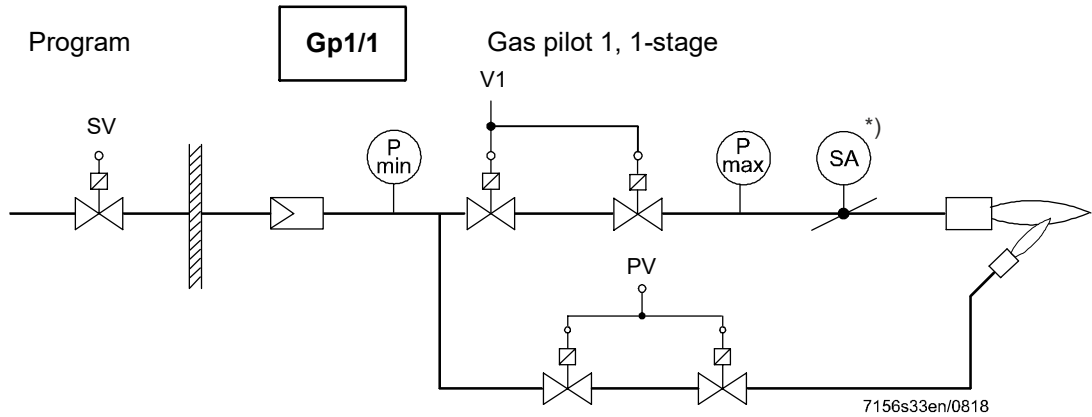 Program Gp1/1 Gas pilot 1, 1-stage
V1
SV
P
min
P
max
SA
*)
PV
7156s33en/0818